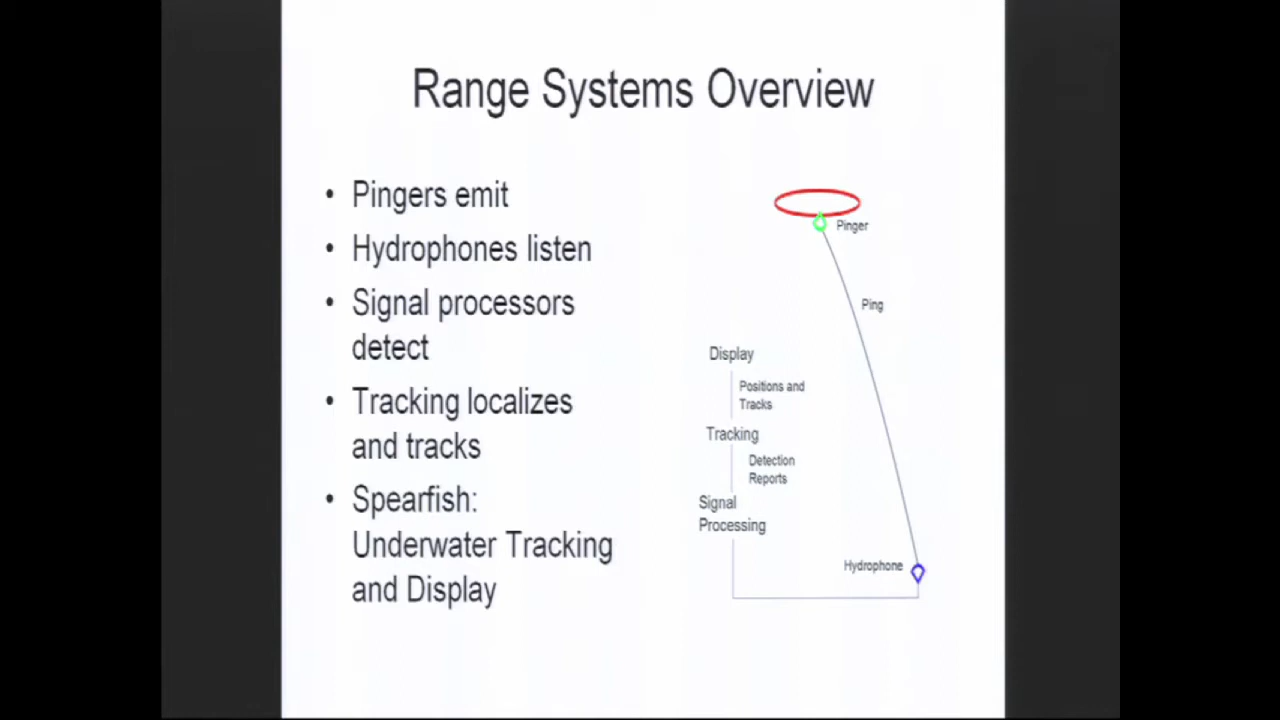 Range Systems Overview
• Pingers emit
• Hydrophones listen
• Signal processors
detect
• Tracking localizes
and tracks
• Spearfish:
Underwater Tracking
and Display
Pinger
Ping
Display
Positions and
Tracks
Tracking
Detection
Reports
Signal
Processing
Hydrophone